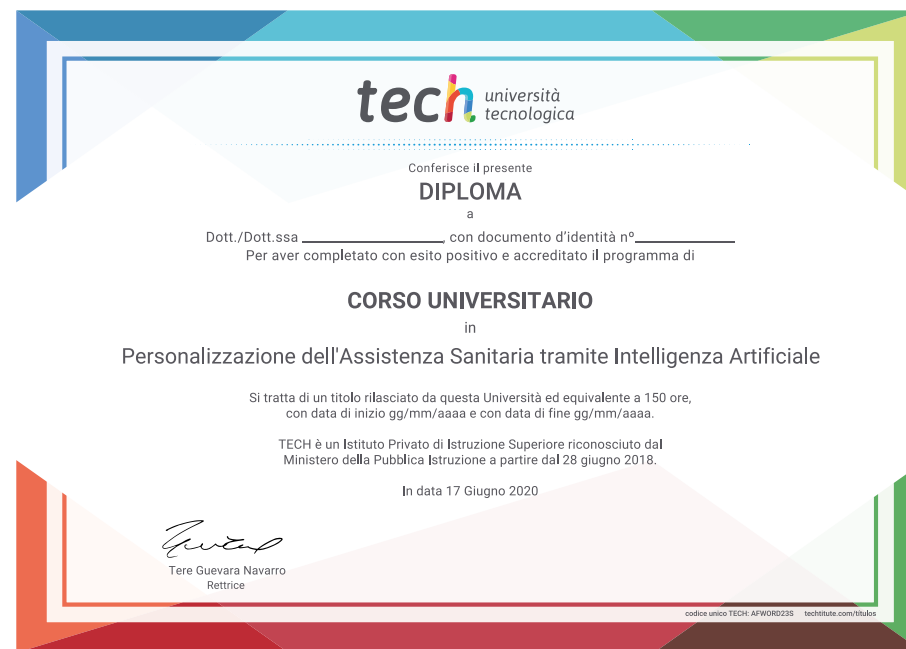 tech università
tecnologica
Conferisce il presente
DIPLOMA
a
Dott./Dott.ssa ________________, con documento d'identità nº___________
Per aver completato con esito positivo e accreditato il programma di
CORSO UNIVERSITARIO
in
Personalizzazione dell'Assistenza Sanitaria tramite Intelligenza Artificiale
Si tratta di un titolo rilasciato da questa Università ed equivalente a 150 ore,
con data di inizio gg/mm/aaaa e con data di fine gg/mm/aaaa.
TECH è un Istituto Privato di Istruzione Superiore riconosciuto dal
Ministero della Pubblica Istruzione a partire dal 28 giugno 2018.
In data 17 Giugno 2020
Tere Guevara Navarro
Rettrice
codice unico TECH: AFWORD23S techtitute.com/titulos